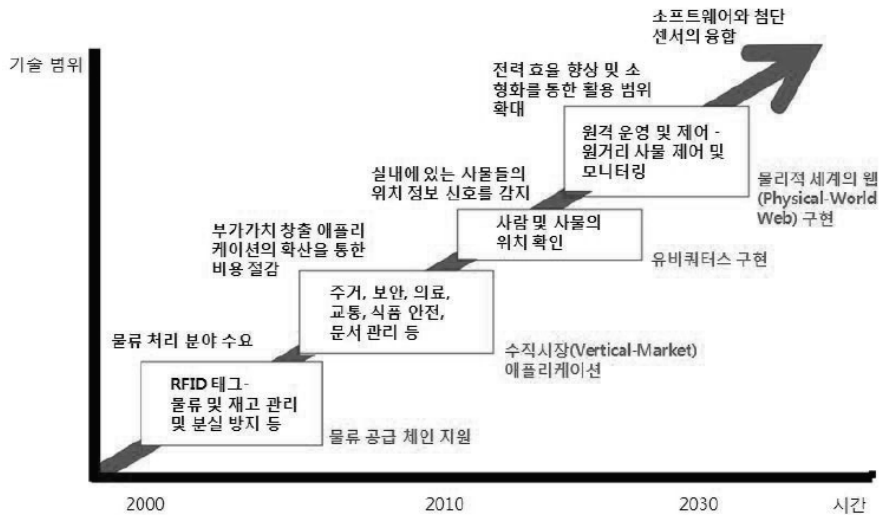 소프트웨어와 첨단
센서의 융합
기술 범위
전력 효율 향상 및 소
형화를 통한 활용 범위
확대
원격 운영 및 제어 -
원거리 사물 제어 및
모니터링
실내에 있는 사물들의
위치 정보 신호를 감지
물리적 세계의 웹
(Physical-World
Web) 구현
사람 및 사물의
위치 확인
부가가치 창출 애플리
케이션의 확산을 통한
비용 절감
유비쿼터스 구현
주거, 보안, 의료,
교통, 식품 안전,
문서 관리 등
물류 처리 분야 수요
수직시장(Vertical-Market)
애플리케이션
RFID 태그-
물류 및 재고 관리
및 분실 방지 등
물류 공급 체인 지원
2000
2010
2030
시간